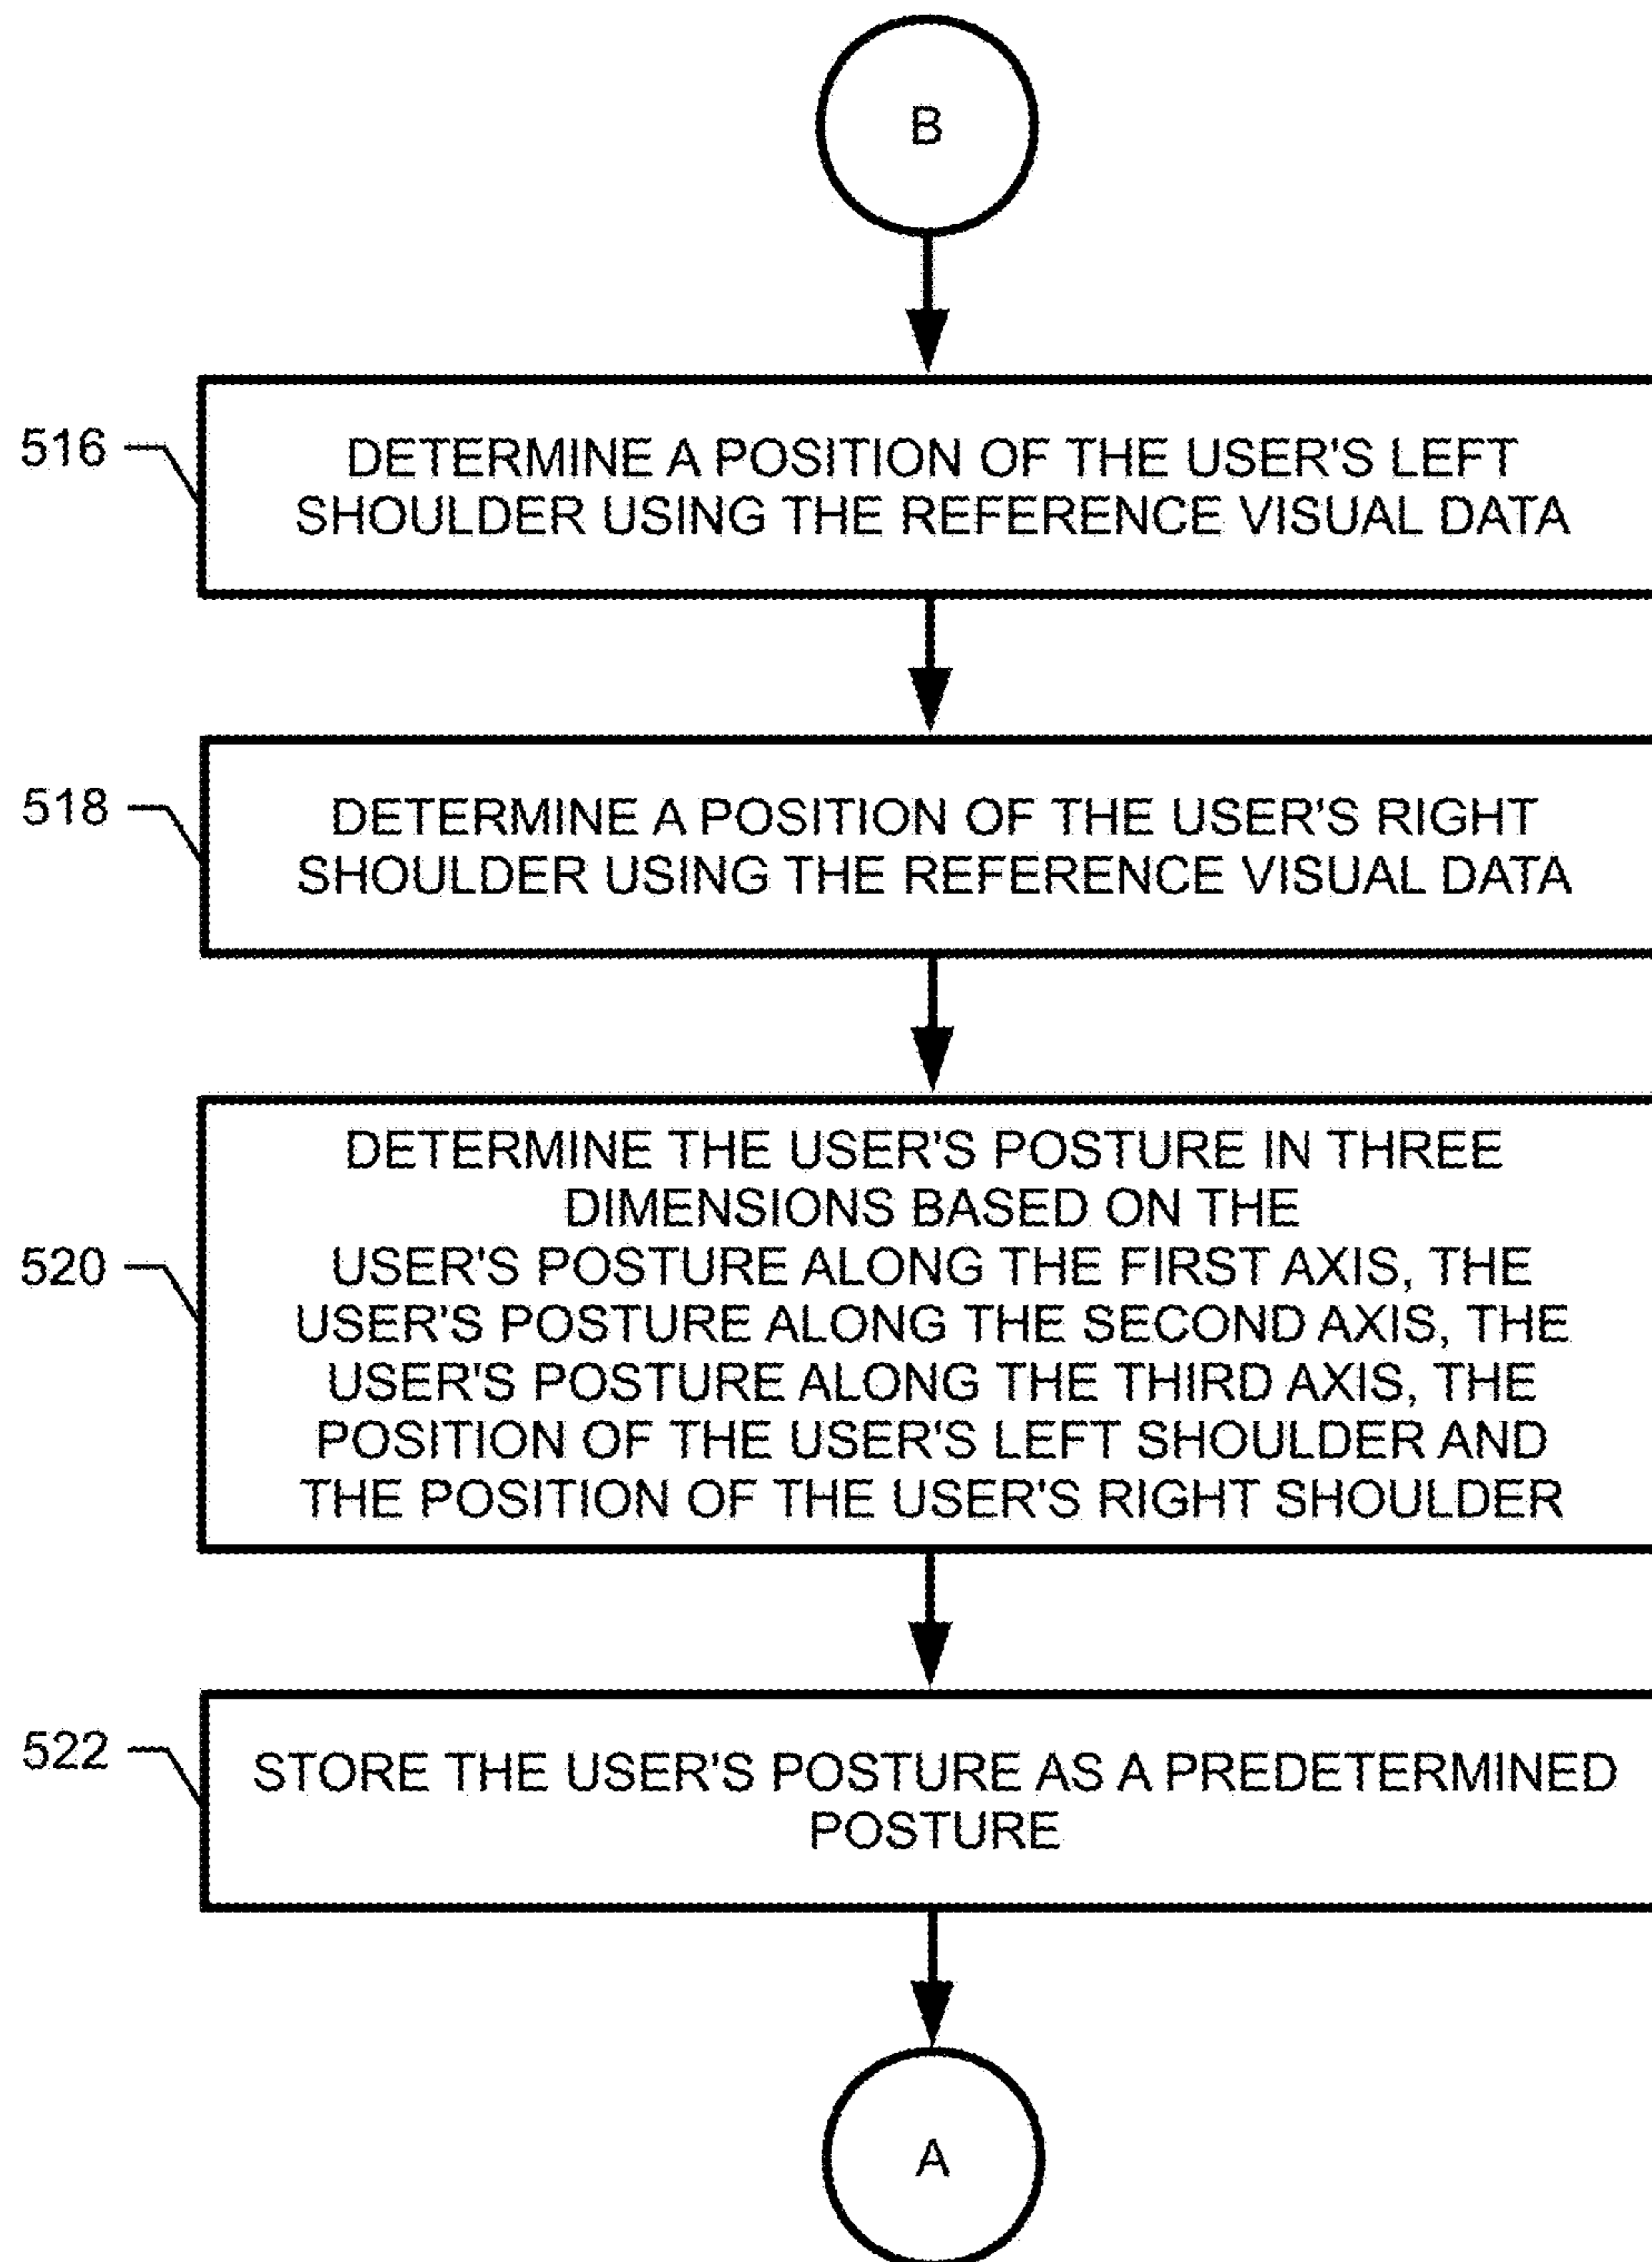 B
516
DETERMINE A POSITION OF THE USER'S LEFT
SHOULDER USING THE REFERENCE VISUAL DATA
518
DETERMINE A POSITION OF THE USER'S RIGHT
SHOULDER USING THE REFERENCE VISUAL DATA
520
DETERMINE THE USER'S POSTURE IN THREE
DIMENSIONS BASED ON THE
USER'S POSTURE ALONG THE FIRST AXIS, THE
USER'S POSTURE ALONG THE SECOND AXIS, THE
USER'S POSTURE ALONG THE THIRD AXIS, THE
POSITION OF THE USER'S LEFT SHOULDER AND
THE POSITION OF THE USER'S RIGHT SHOULDER
522
STORE THE USER'S POSTURE AS A PREDETERMINED
POSTURE
A